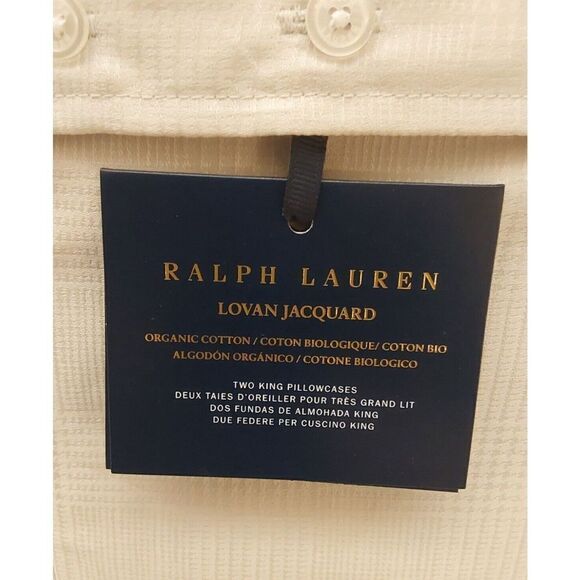 RALPH LAUREN
LOVAN JACQUARD
ORGANIC COTTON / COTON BIOLOGIQUE/ COTON BIO
ALGODÓN ORGÁNICO / COTONE BIOLOGICO
TWO KING PILLOWCASES
DEUX TAIES D'OREILLER POUR TRÈS GRAND LIT
DOS FUNDAS DE ALMOHADA KING
DUE FEDERE PER CUSCINO KING